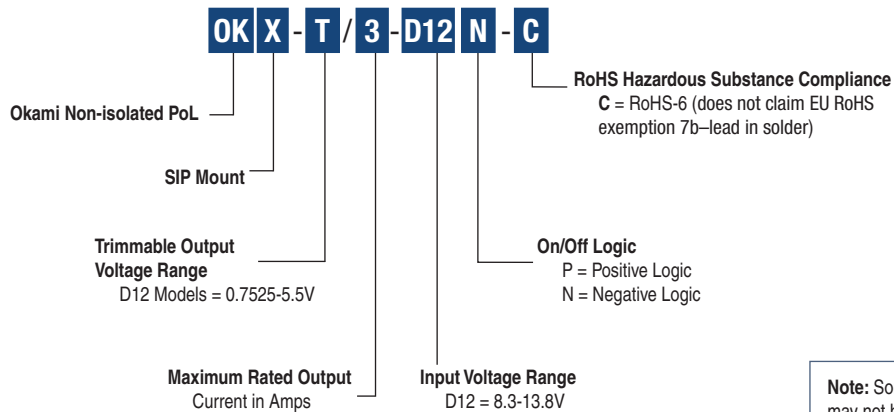 OK X - T / 3 - D12 N - C
RoHS Hazardous Substance Compliance
C = RoHS-6 (does not claim EU RoHS
exemption 7b–lead in solder)
Okami Non-isolated PoL
SIP Mount
Trimmable Output
Voltage Range
D12 Models = 0.7525-5.5V
On/Off Logic
P = Positive Logic
N = Negative Logic
Maximum Rated Output
Current in Amps
Input Voltage Range
D12 = 8.3-13.8V
Note: So
may not